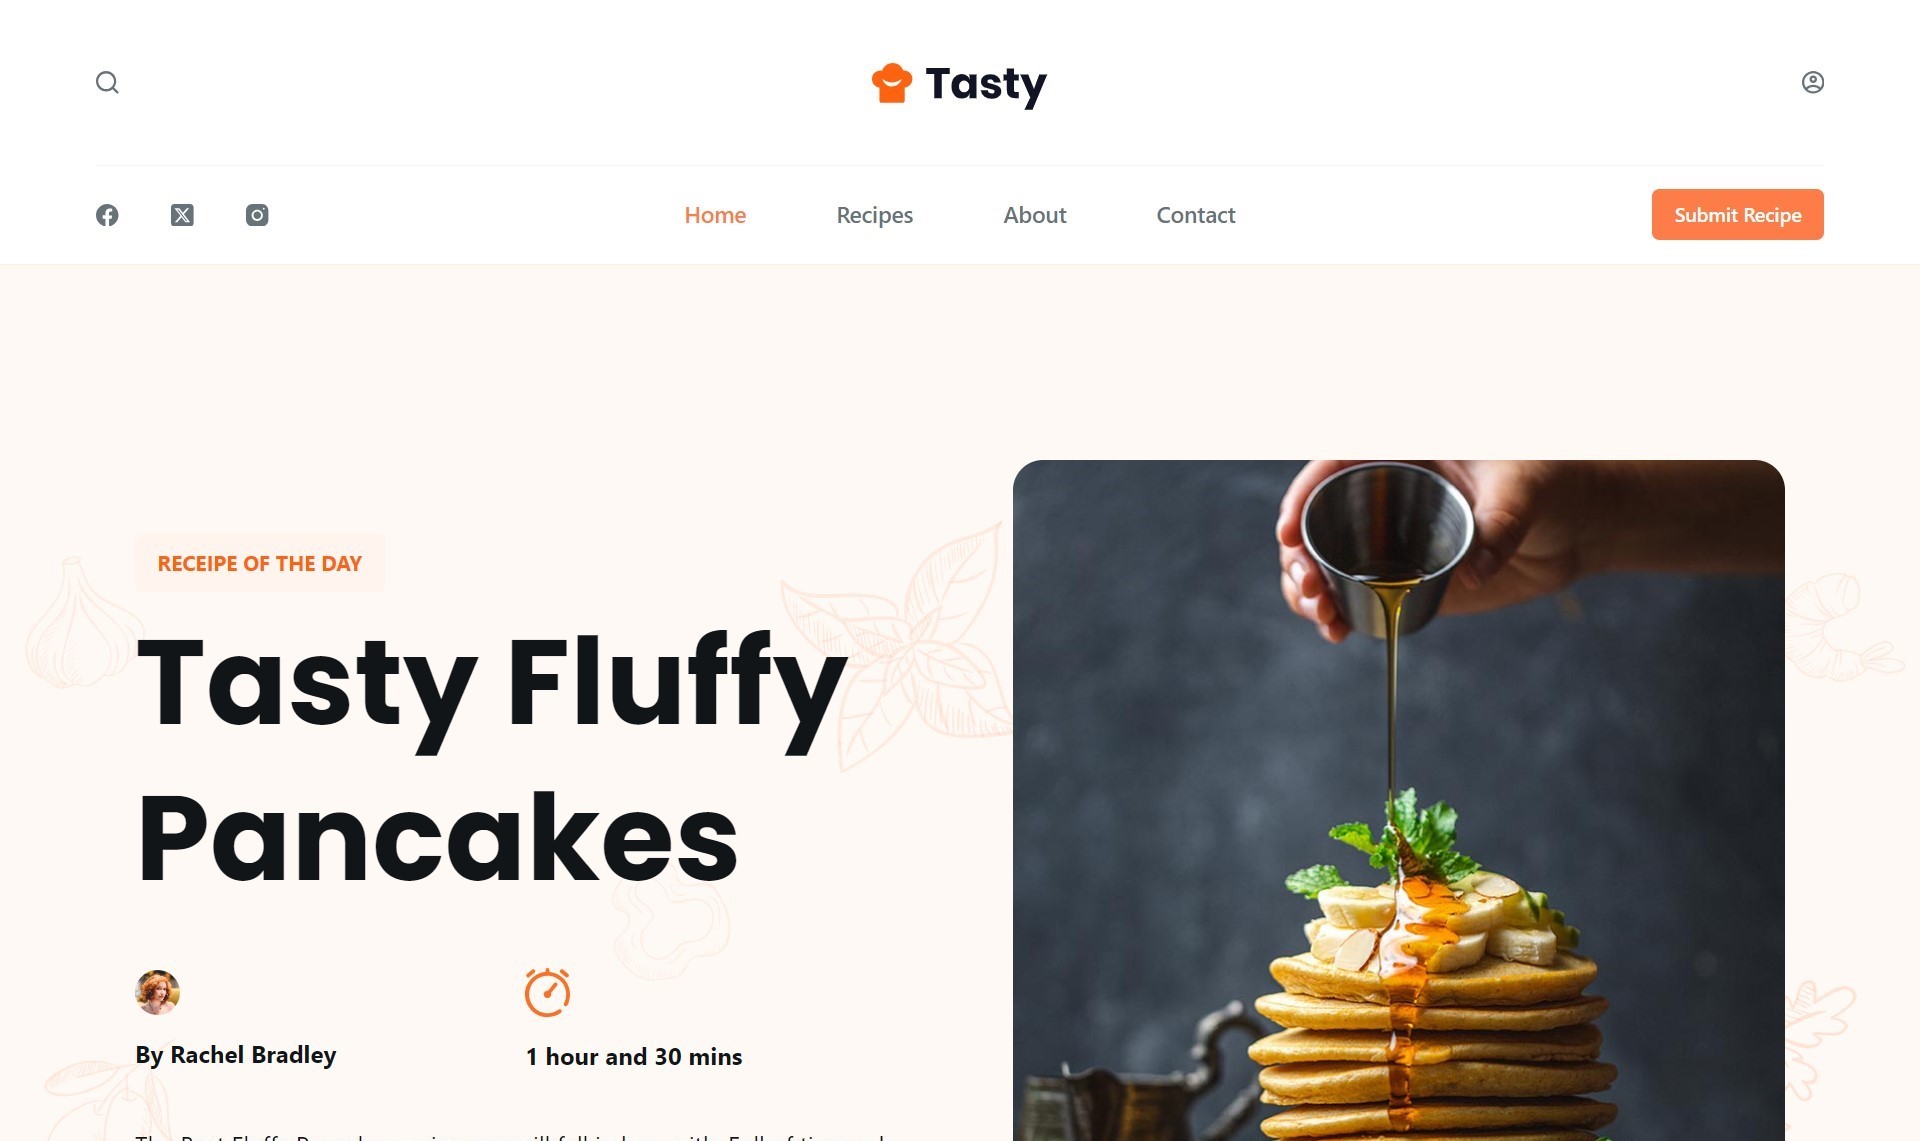 Tasty
Home Recipes About Contact Submit Recipe
RECEIPE OF THE DAY
Tasty Fluffy
Pancakes
By Rachel Bradley
1 hour and 30 mins